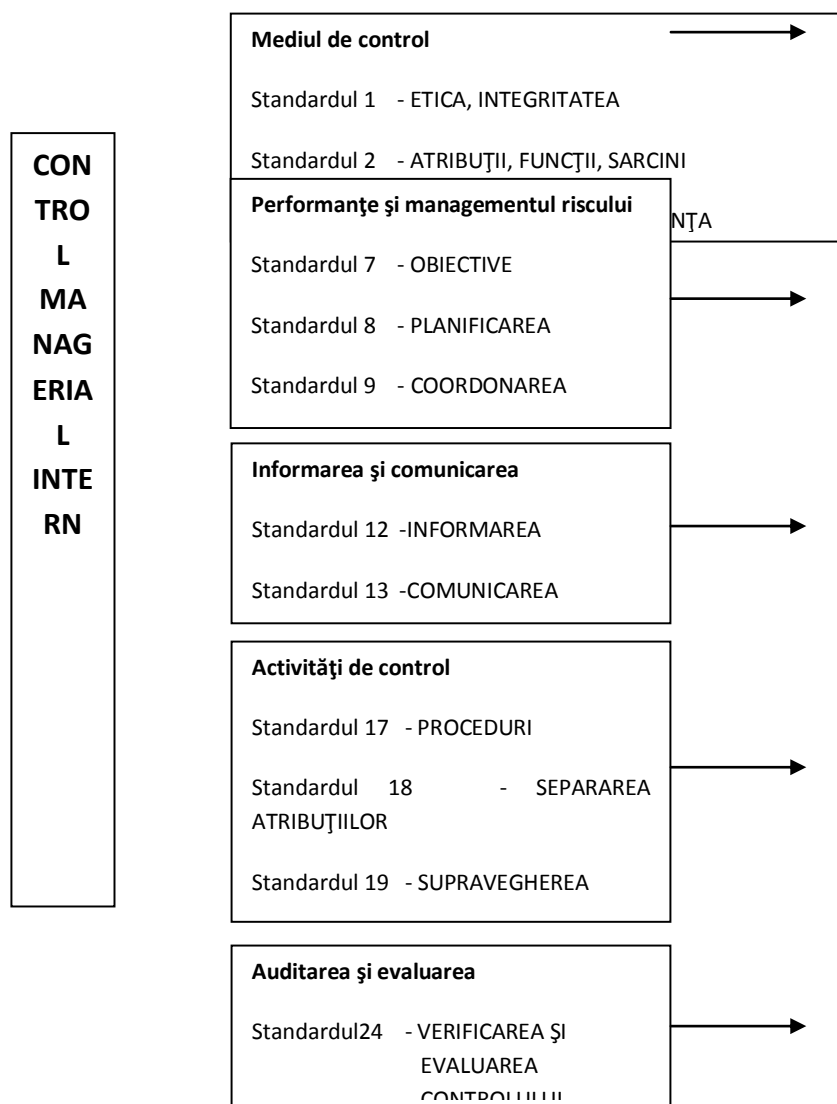 CON
TRO
L
MA
NAG
ERIA
L
INTE
RN
Mediul de control
Standardul 1 - ETICA, INTEGRITATEA
Standardul 2 - ATRIBUŢII, FUNCŢII, SARCINI
NŢA
Performanţe şi managementul riscului
Standardul 7 - OBIECTIVE
Standardul 8 - PLANIFICAREA
Standardul 9 - COORDONAREA
Informarea şi comunicarea
Standardul 12 -INFORMAREA
Standardul 13 -COMUNICAREA
Activităţi de control
Standardul 17 - PROCEDURI
Standardul 18 - SEPARAREA
ATRIBUŢIILOR
Standardul 19 - SUPRAVEGHEREA
Auditarea şi evaluarea
Standardul24 - VERIFICAREA ŞI
EVALUAREA
CONTROLULUI